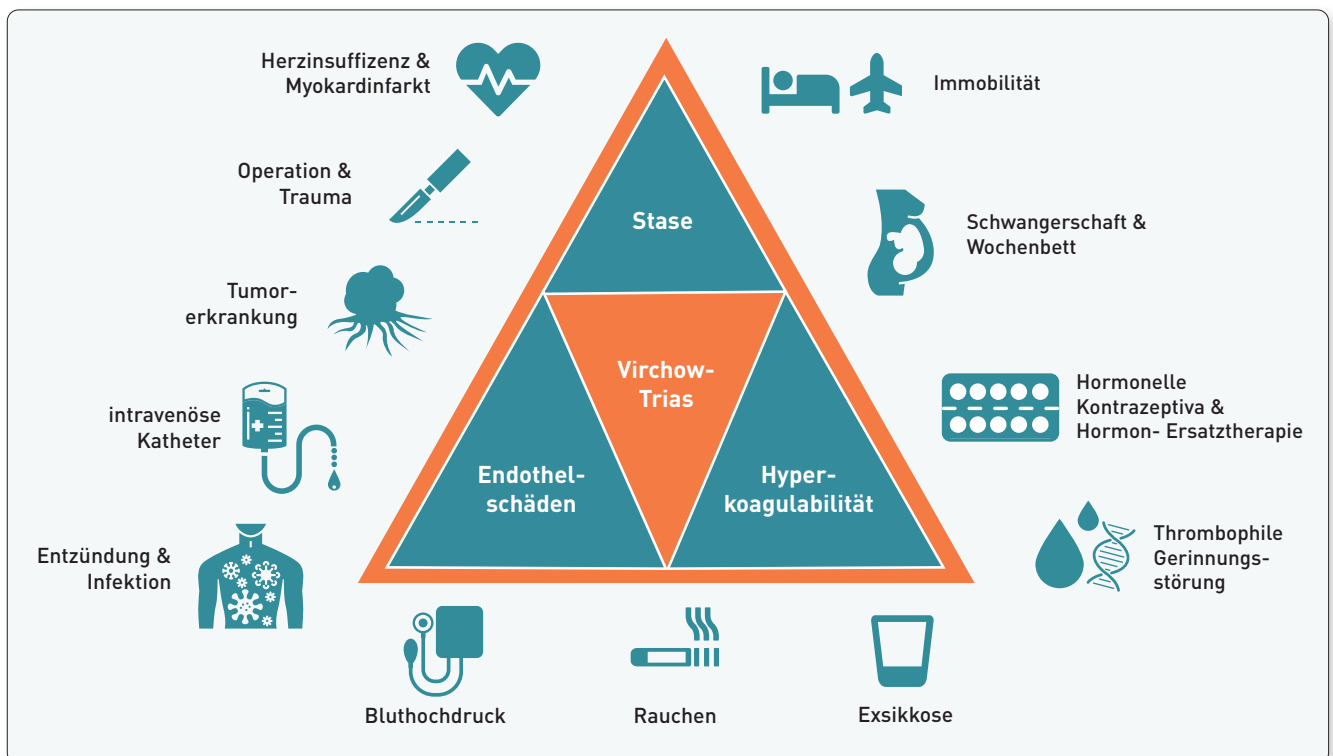 Herzinsuffizienz &
Myokardinfarkt
Immobilität
Operation &
Trauma
Stase
Schwangerschaft &
Wochenbett
Tumor-
erkrankung
Virchow-
Trias
Hormonelle
Kontrazeptiva &
Hormon- Ersatztherapie
intravenöse
Katheter
Endothel-
schäden
Hyper-
koagulabilität
Entzündung &
Infektion
Thrombophile
Gerinnungs-
störung
Bluthochdruck
Rauchen
Exsikkose